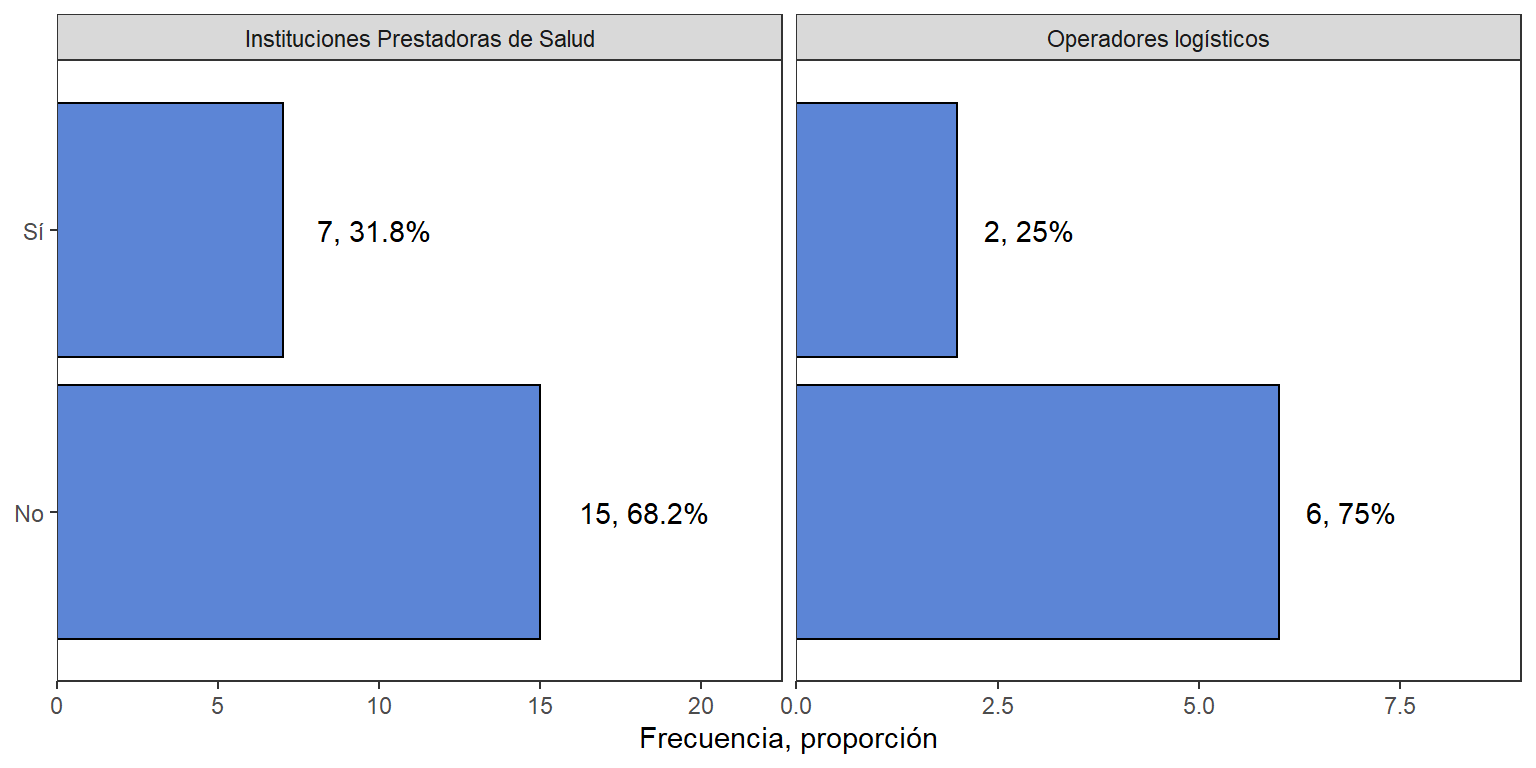 Instituciones Prestadoras de Salud
Operadores logísticos
Sí
7, 31.8%
2, 25%
No
15, 68.2%
6, 75%
0 5 10 15 20
0.0 2.5 5.0 7.5
Frecuencia, proporción